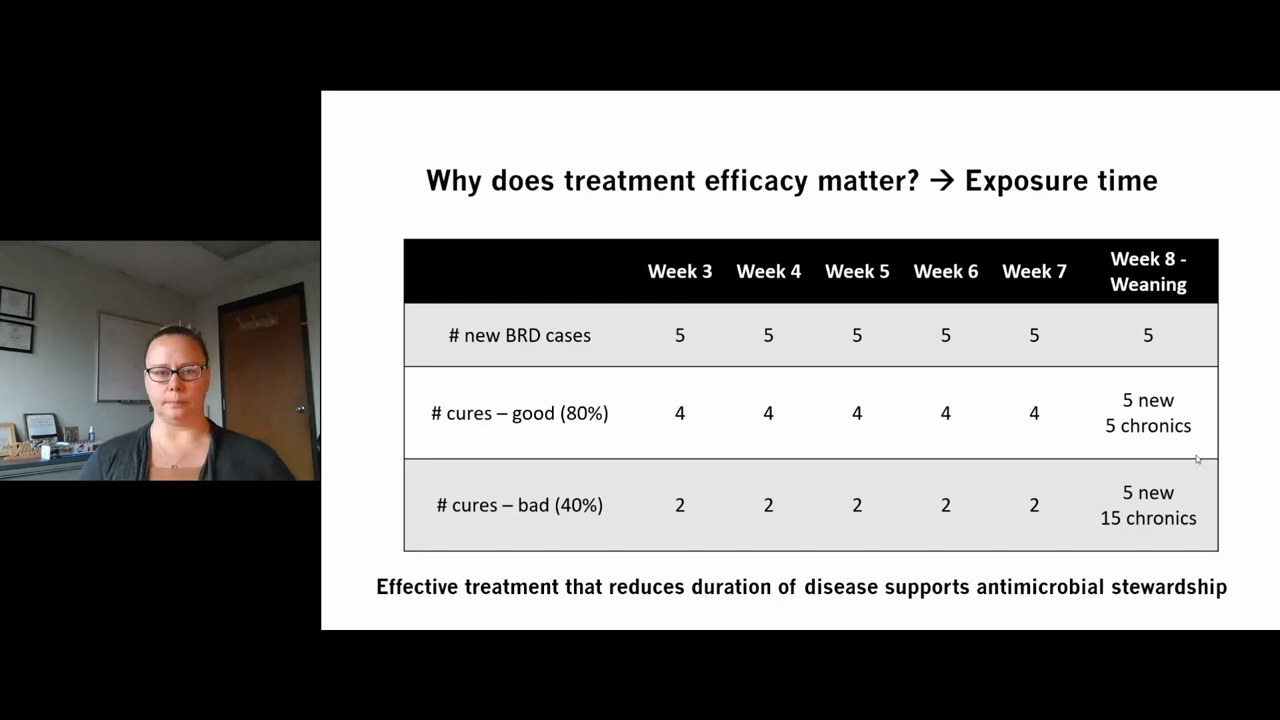 Why does treatment efficacy matter? → Exposure time
Week 3 Week 4 Week 5 Week 6 Week 7 Week 8 -
Weaning
# new BRD cases 5 5 5 5 5 5
# cures – good (80%) 4 4 4 4 4 5 new
5 chronics
# cures – bad (40%) 2 2 2 2 2 5 new
15 chronics
Effective treatment that reduces duration of disease supports antimicrobial stewardship